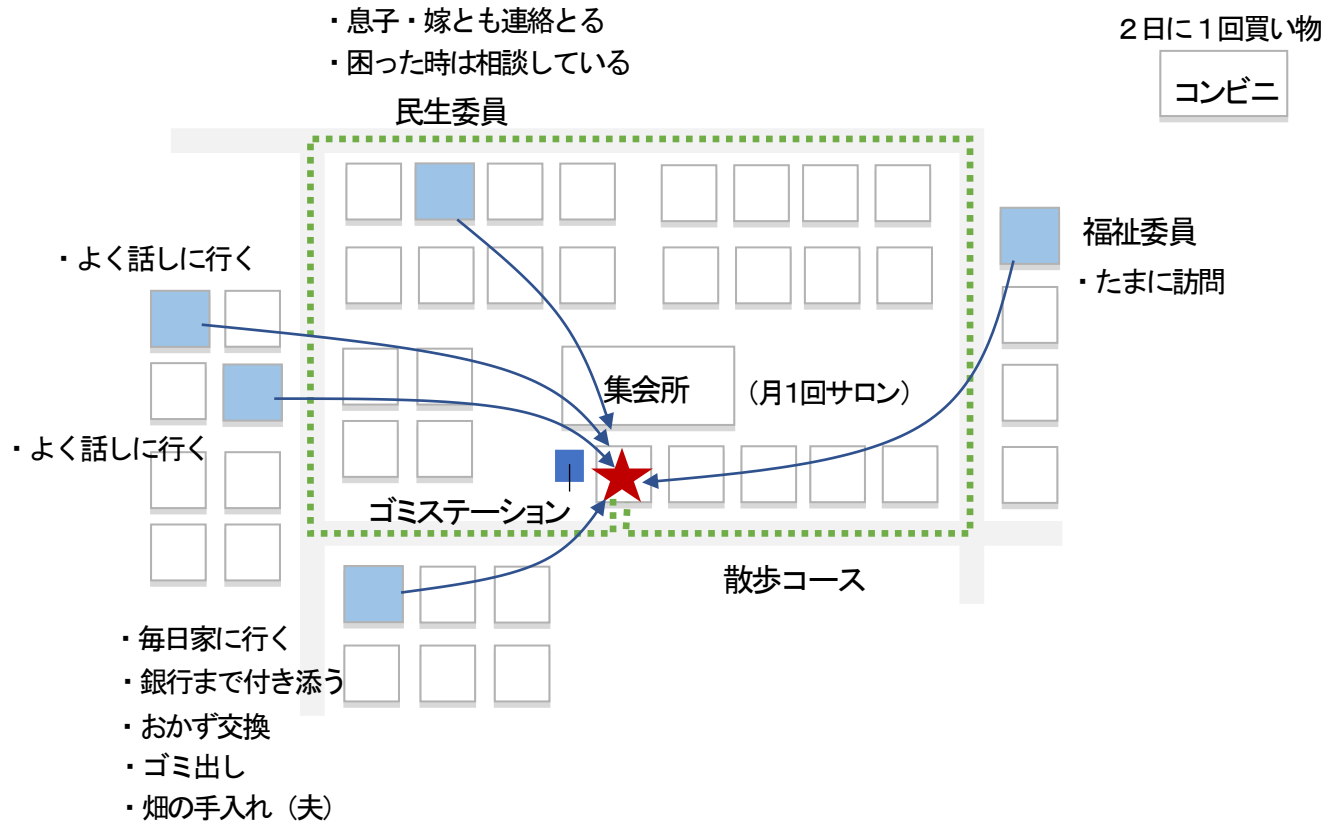 ・息子・嫁とも連絡とる
・困った時は相談している
民生委員
２日に１回買い物
コンビニ
福祉委員
・たまに訪問
・よく話しに行く
集会所
（月1回サロン）
・よく話しに行く
ゴミステーション
散歩コース
・毎日家に行く
・銀行まで付き添う
・おかず交換
・ゴミ出し
・畑の手入れ（夫）